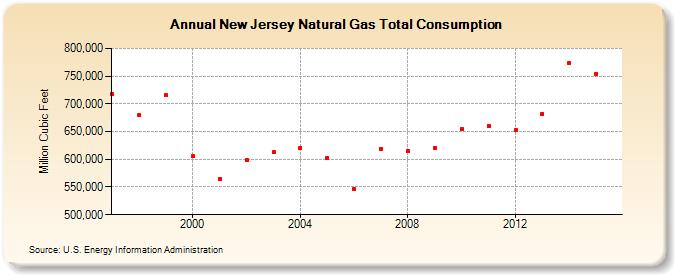 Annual New Jersey Natural Gas Total Consumption
Million Cubic Feet
800,000
750,000
700,000
650,000
600,000
550,000
500,000
2000 2004 2008 2012
Source: U.S. Energy Information Administration